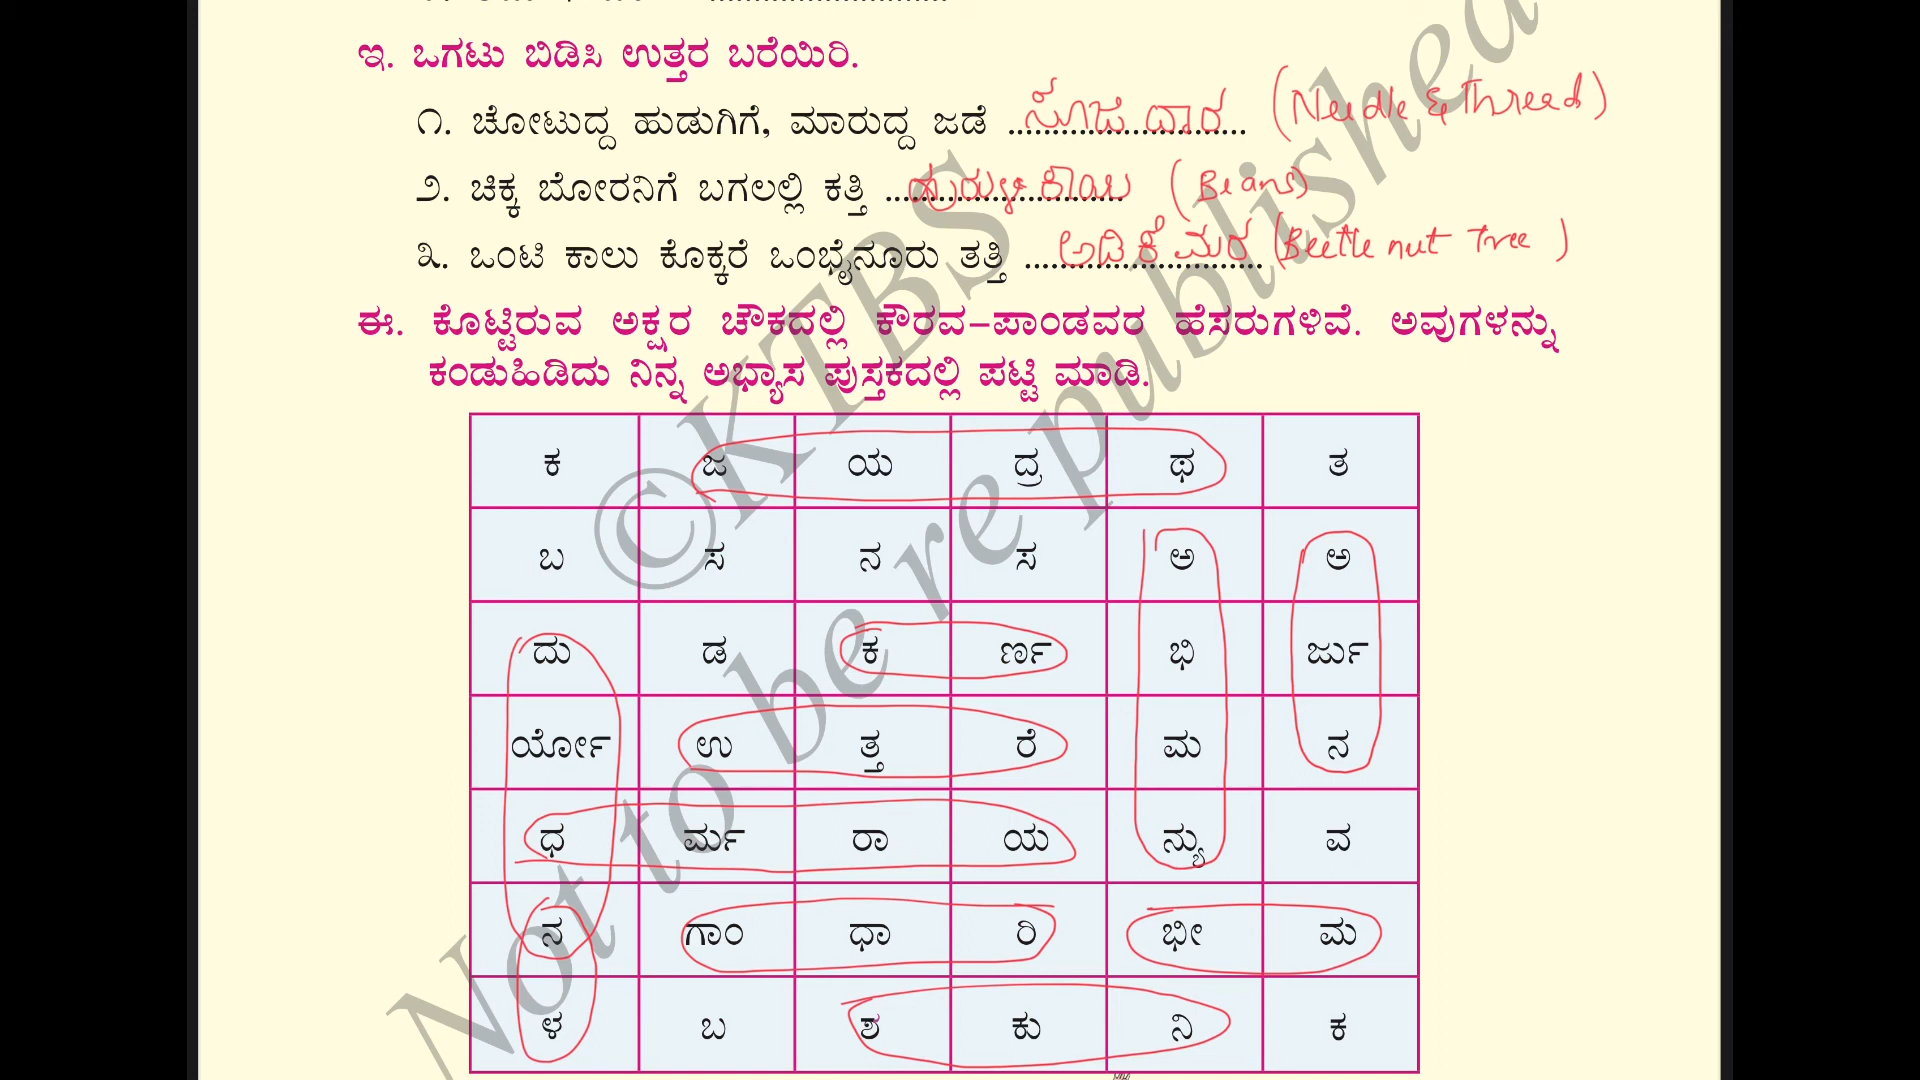 ಇ. ಒಗಟು ಬಿಡಿಸಿ ಉತ್ತರ ಬರೆಯಿರಿ.
೧. ಚೋಟುದ್ದ ಹುಡುಗಿಗೆ, ಮಾರುದ್ದ ಜಡೆ .......................... ಸೂಜಿ ದಾರ (Needle & Thread)
೨. ಚಿಕ್ಕ ಬೋರನಿಗೆ ಬಗಲಲ್ಲಿ ಕತ್ತಿ .......................... (Beans)
೩. ಒಂಟಿ ಕಾಲು ಕೊಕ್ಕರೆ ಒಂಭೈನೂರು ತತ್ತಿ .......................... ಅಡಿಕೆ ಮರ (Beetle nut Tree )
ಈ. ಕೊಟ್ಟಿರುವ ಅಕ್ಷರ ಚೌಕದಲ್ಲಿ ಕೌರವ–ಪಾಂಡವರ ಹೆಸರುಗಳಿವೆ. ಅವುಗಳನ್ನು
ಕಂಡುಹಿಡಿದು ನಿನ್ನ ಅಭ್ಯಾಸ ಪುಸ್ತಕದಲ್ಲಿ ಪಟ್ಟಿ ಮಾಡಿ.
ಕ ಜ ಯ ದ್ರ ಥ ತ
ಬ ಸ ನ ಸ ಅ ಅ
ದು ಡ ಕ ರ್ಣ ಭಿ ರ್ಜು
ರ್ಯೋ ಉ ತ್ತ ರೆ ಮ ನ
ಧ ರ್ಮ ರಾ ಯ ನ್ಯು ವ
ನ ಗಾಂ ಧಾ ರಿ ಭೀ ಮ
ಳ ಬ ಶ ಕು ನಿ ಕ
©KTBS
Not to be republished